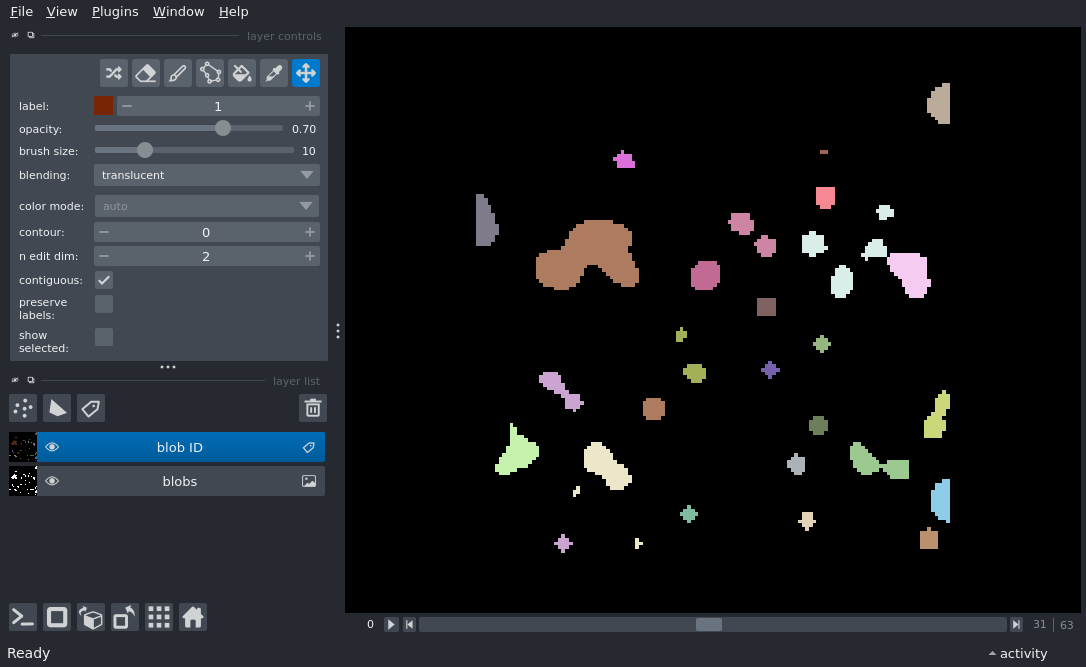 File View Plugins Window Help
layer controls
label: 1
opacity: 0.70
brush size: 10
blending: translucent
color mode: auto
contour: 0
n edit dim: 2
contiguous:
preserve
labels:
show
selected:
layer list
blob ID
blobs
0 31 63
Ready activity